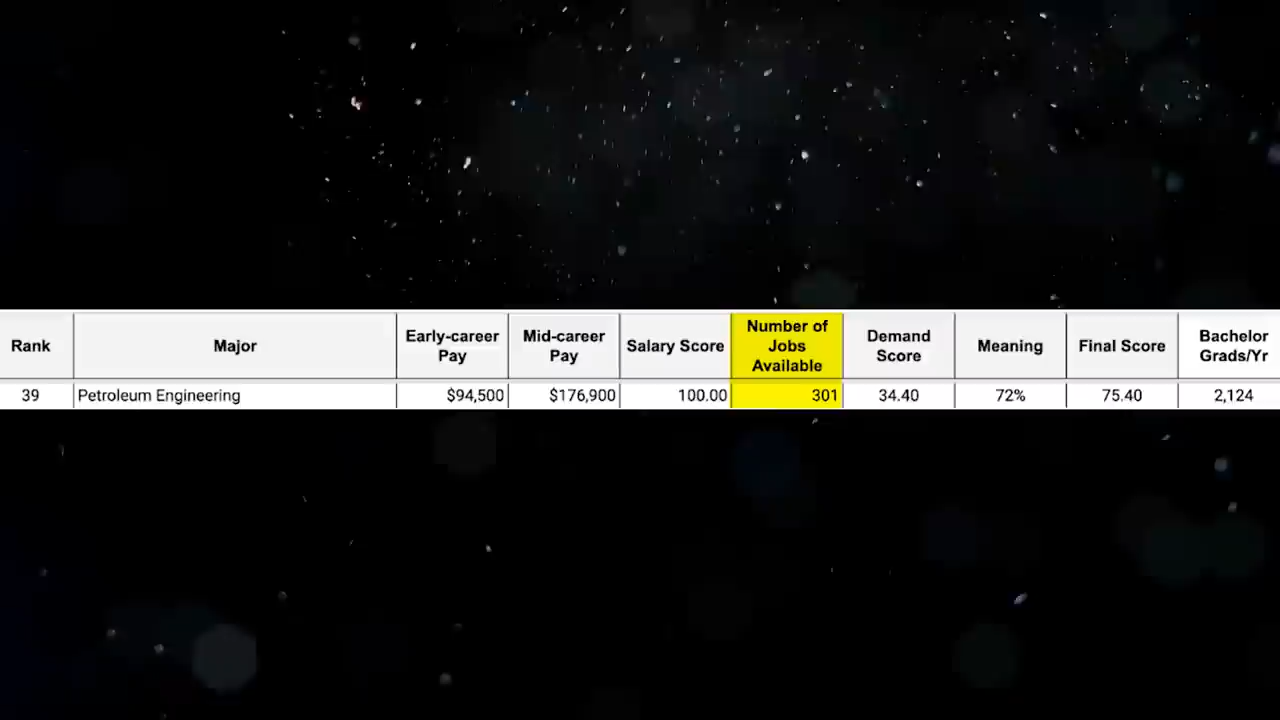 Rank Major Early-career Pay Mid-career Pay Salary Score Number of Jobs Available Demand Score Meaning Final Score Bachelor Grads/Yr
39 Petroleum Engineering $94,500 $176,900 100.00 301 34.40 72% 75.40 2,124